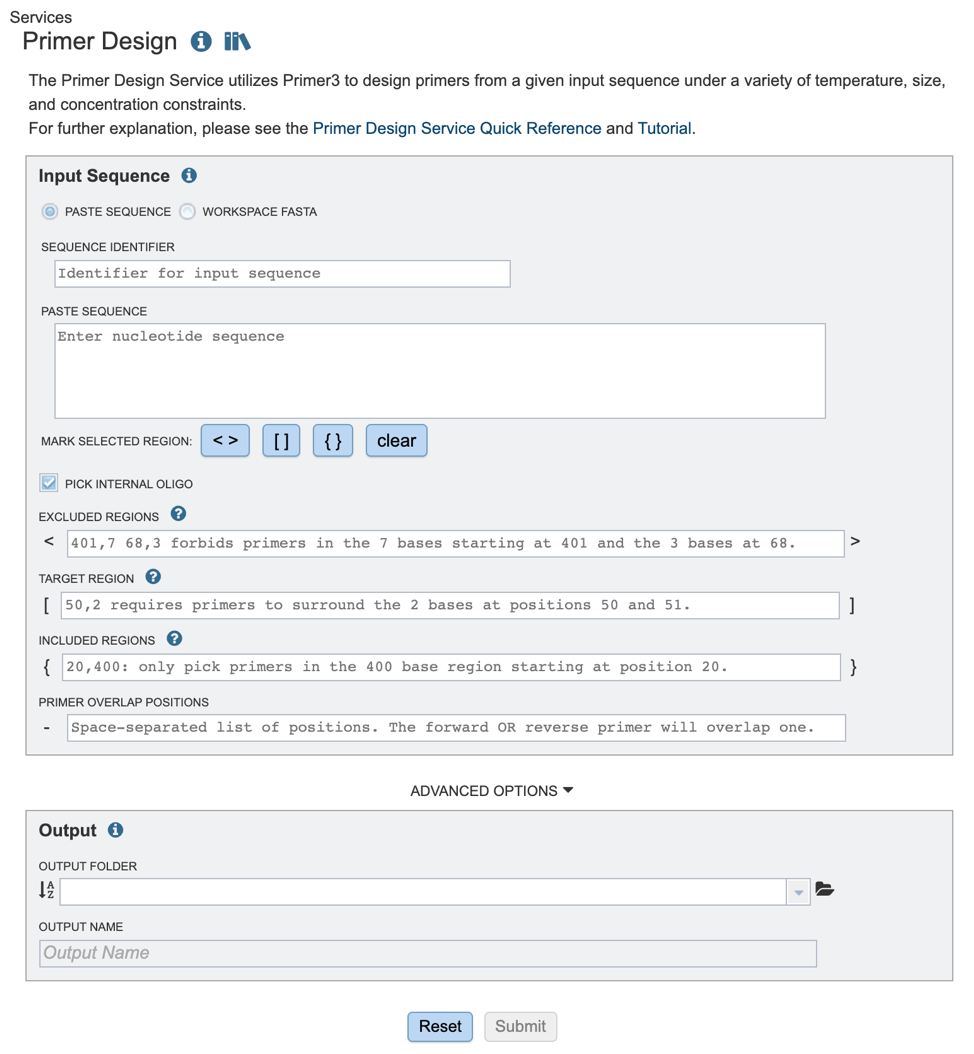 Services
Primer Design
The Primer Design Service utilizes Primer3 to design primers from a given input sequence under a variety of temperature, size,
and concentration constraints.
For further explanation, please see the Primer Design Service Quick Reference and Tutorial.
Input Sequence
PASTE SEQUENCE WORKSPACE FASTA
SEQUENCE IDENTIFIER
Identifier for input sequence
PASTE SEQUENCE
Enter nucleotide sequence
MARK SELECTED REGION: < > [ ] { } clear
PICK INTERNAL OLIGO
EXCLUDED REGIONS ?
< 401,7 68,3 forbids primers in the 7 bases starting at 401 and the 3 bases at 68. >
TARGET REGION ?
[ 50,2 requires primers to surround the 2 bases at positions 50 and 51. ]
INCLUDED REGIONS ?
{ 20,400: only pick primers in the 400 base region starting at position 20. }
PRIMER OVERLAP POSITIONS
- Space-separated list of positions. The forward OR reverse primer will overlap one.
ADVANCED OPTIONS
Output
OUTPUT FOLDER
A
Z
OUTPUT NAME
Output Name
Reset Submit